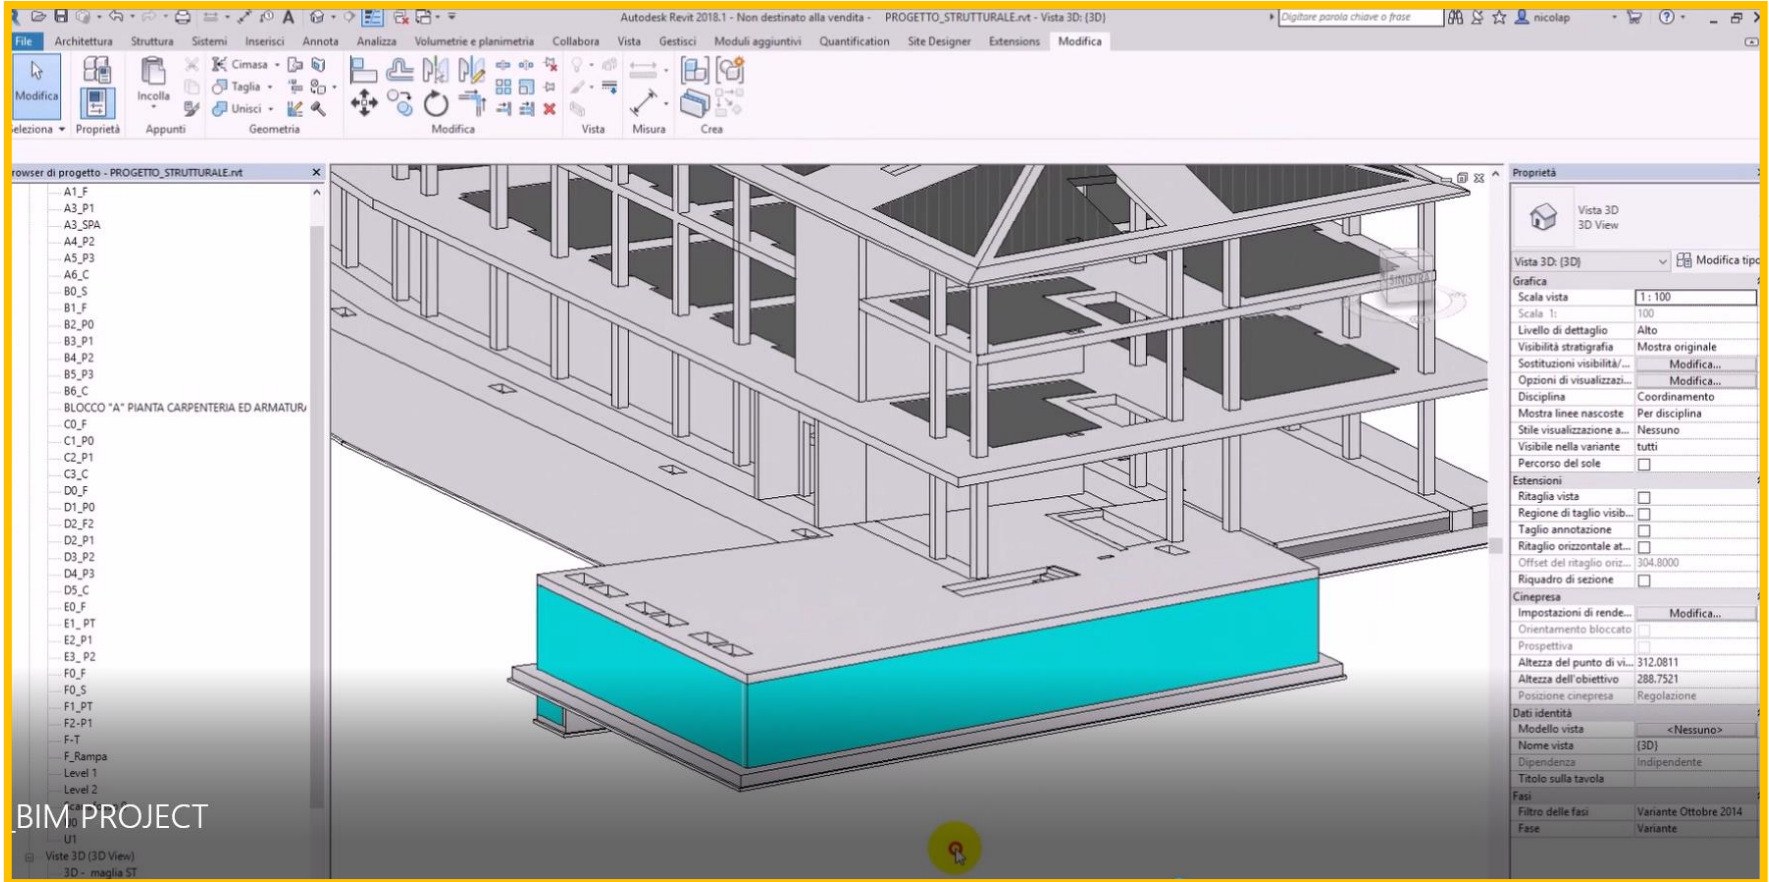 Autodesk Revit 2018.1 - Non destinato alla vendita - PROGETTO_STRUTTURALE.rvt - Vista 3D: {3D}
Digitare parola chiave o frase
nicolap
File Architettura Struttura Sistemi Inserisci Annota Analizza Volumetrie e planimetria Collabora Vista Gestisci Moduli aggiuntivi Quantification Site Designer Extensions Modifica
Modifica
Incolla
Cimasa
Taglia
Unisci
eleziona Proprietà Appunti Geometria Modifica Vista Misura Crea
rowser di progetto - PROGETTO_STRUTTURALE.rvt
A1_F
A3_P1
A3_SPA
A4_P2
A5_P3
A6_C
B0_S
B1_F
B2_P0
B3_P1
B4_P2
B5_P3
B6_C
BLOCCO "A" PIANTA CARPENTERIA ED ARMATUR
C0_F
C1_P0
C2_P1
C3_C
D0_F
D1_P0
D2_F2
D2_P1
D3_P2
D4_P3
D5_C
E0_F
E1_ PT
E2_P1
E3_ P2
F0_F
F0_S
F1_PT
F2-P1
F-T
F_Rampa
Level 1
Level 2
_BIM PROJECT
U1
Viste 3D (3D View)
3D - maglia ST
SINISTRA
Proprietà
Vista 3D
3D View
Vista 3D: {3D} Modifica tipo
Grafica
Scala vista 1 : 100
Scala 1: 100
Livello di dettaglio Alto
Visibilità stratigrafia Mostra originale
Sostituzioni visibilità/... Modifica...
Opzioni di visualizzazi... Modifica...
Disciplina Coordinamento
Mostra linee nascoste Per disciplina
Stile visualizzazione a... Nessuno
Visibile nella variante tutti
Percorso del sole
Estensioni
Ritaglia vista
Regione di taglio visib...
Taglio annotazione
Ritaglio orizzontale at...
Offset del ritaglio oriz... 304.8000
Riquadro di sezione
Cinepresa
Impostazioni di rende... Modifica...
Orientamento bloccato
Prospettiva
Altezza del punto di vi... 312.0811
Altezza dell'obiettivo 288.7521
Posizione cinepresa Regolazione
Dati identità
Modello vista <Nessuno>
Nome vista {3D}
Dipendenza Indipendente
Titolo sulla tavola
Fasi
Filtro delle fasi Variante Ottobre 2014
Fase Variante